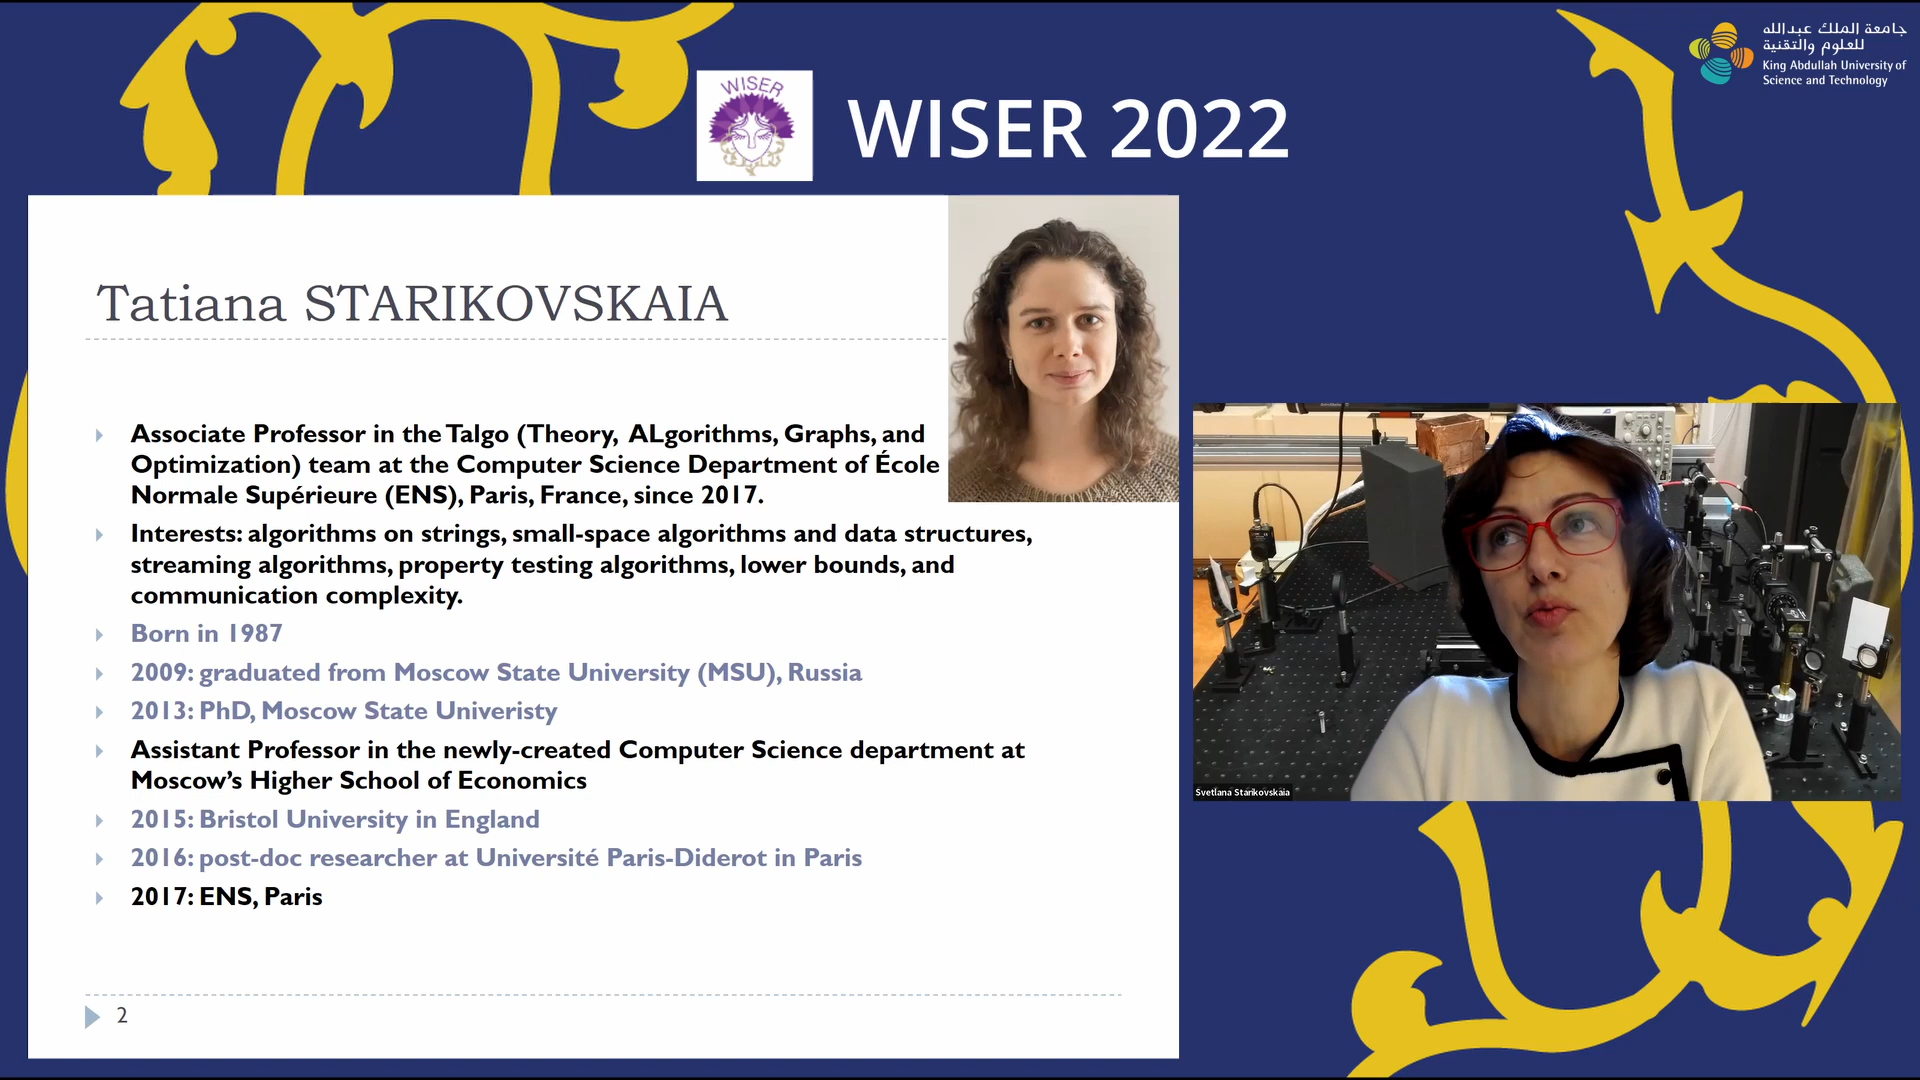 جامعة الملك عبدالله
للعلوم والتقنية
King Abdullah University of
Science and Technology
WISER
WISER 2022
Tatiana STARIKOVSKAIA
Associate Professor in the Talgo (Theory, ALgorithms, Graphs, and
Optimization) team at the Computer Science Department of École
Normale Supérieure (ENS), Paris, France, since 2017.
Interests: algorithms on strings, small-space algorithms and data structures,
streaming algorithms, property testing algorithms, lower bounds, and
communication complexity.
Born in 1987
2009: graduated from Moscow State University (MSU), Russia
2013: PhD, Moscow State Univeristy
Assistant Professor in the newly-created Computer Science department at
Moscow’s Higher School of Economics
2015: Bristol University in England
2016: post-doc researcher at Université Paris-Diderot in Paris
2017: ENS, Paris
2
Svetlana Starikovskaia